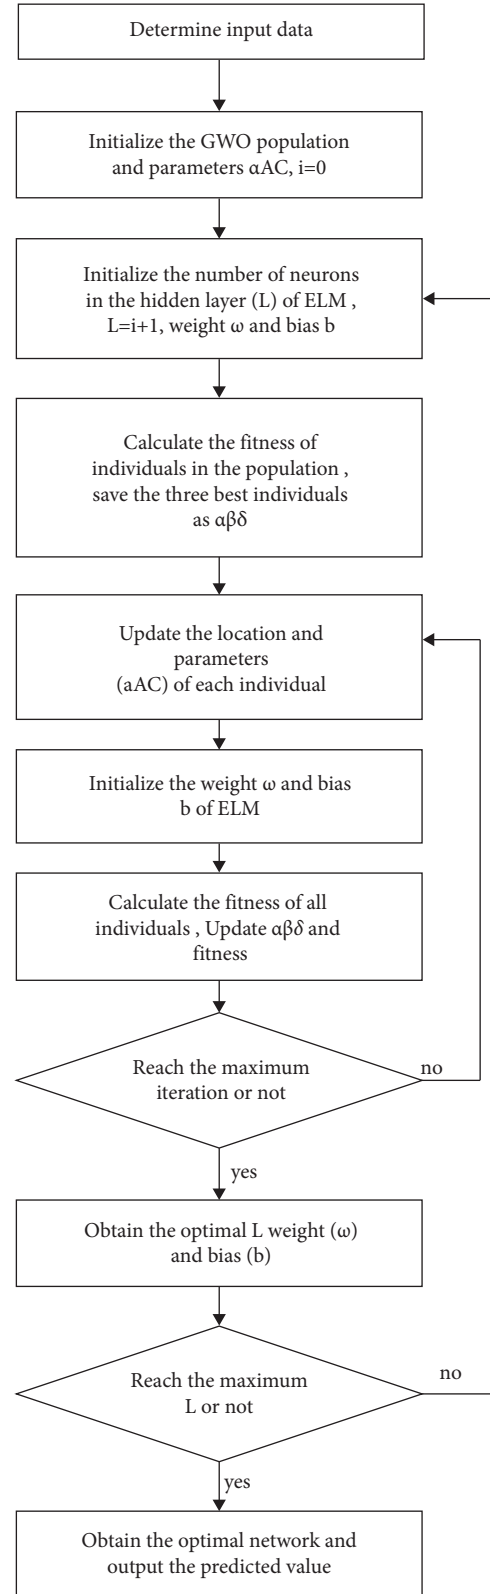 Determine input data
Initialize the GWO population
and parameters αAC, i=0
Initialize the number of neurons
in the hidden layer (L) of ELM ,
L=i+1, weight ω and bias b
Calculate the fitness of
individuals in the population ,
save the three best individuals
as αβδ
Update the location and
parameters
(aAC) of each individual
Initialize the weight ω and bias
b of ELM
Calculate the fitness of all
individuals , Update αβδ and
fitness
Reach the maximum
iteration or not
no
yes
Obtain the optimal L weight (ω)
and bias (b)
Reach the maximum
L or not
no
yes
Obtain the optimal network and
output the predicted value